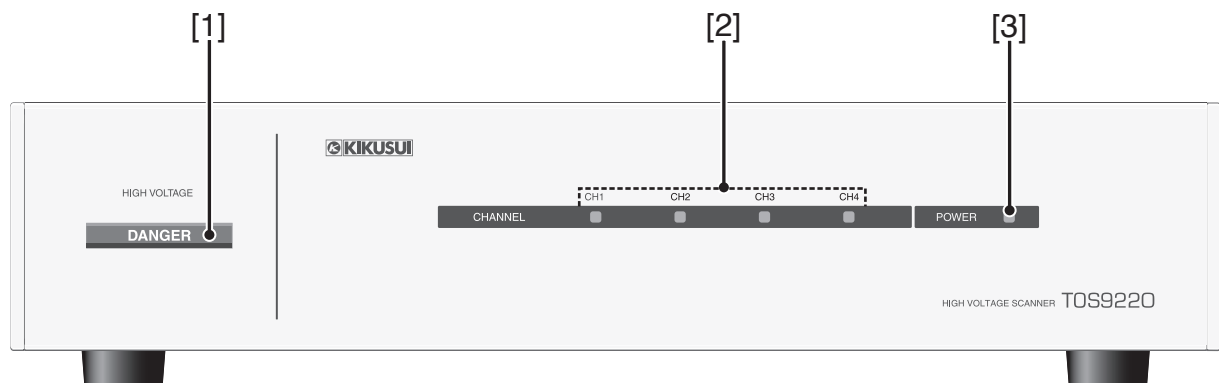 [1] [2] [3]
KIKUSUI
HIGH VOLTAGE
CH1 CH2 CH3 CH4
CHANNEL POWER
DANGER
HIGH VOLTAGE SCANNER TOS9220